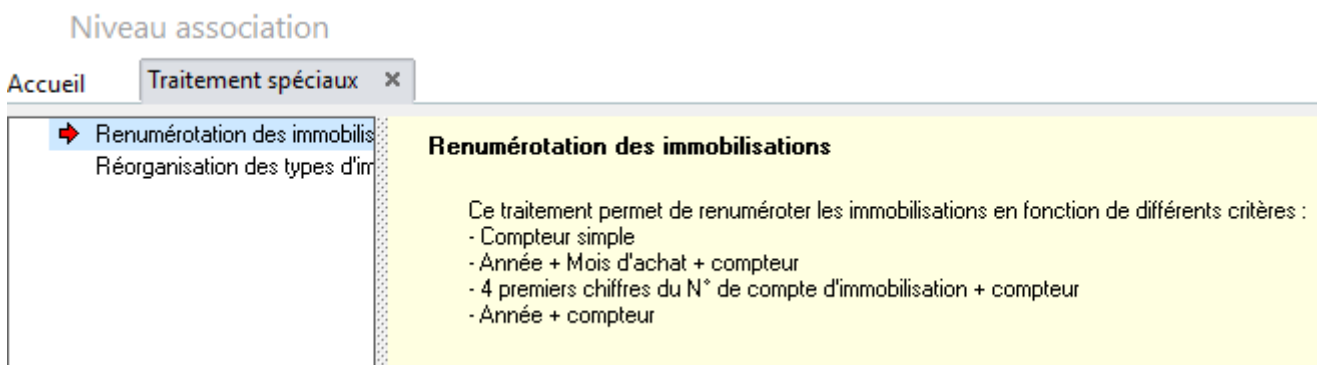 Niveau association
Accueil
Traitement spéciaux ×
Renumérotation des immobilis
Réorganisation des types d'im
Renumérotation des immobilisations
Ce traitement permet de renuméroter les immobilisations en fonction de différents critères :
- Compteur simple
- Année + Mois d'achat + compteur
- 4 premiers chiffres du N° de compte d'immobilisation + compteur
- Année + compteur